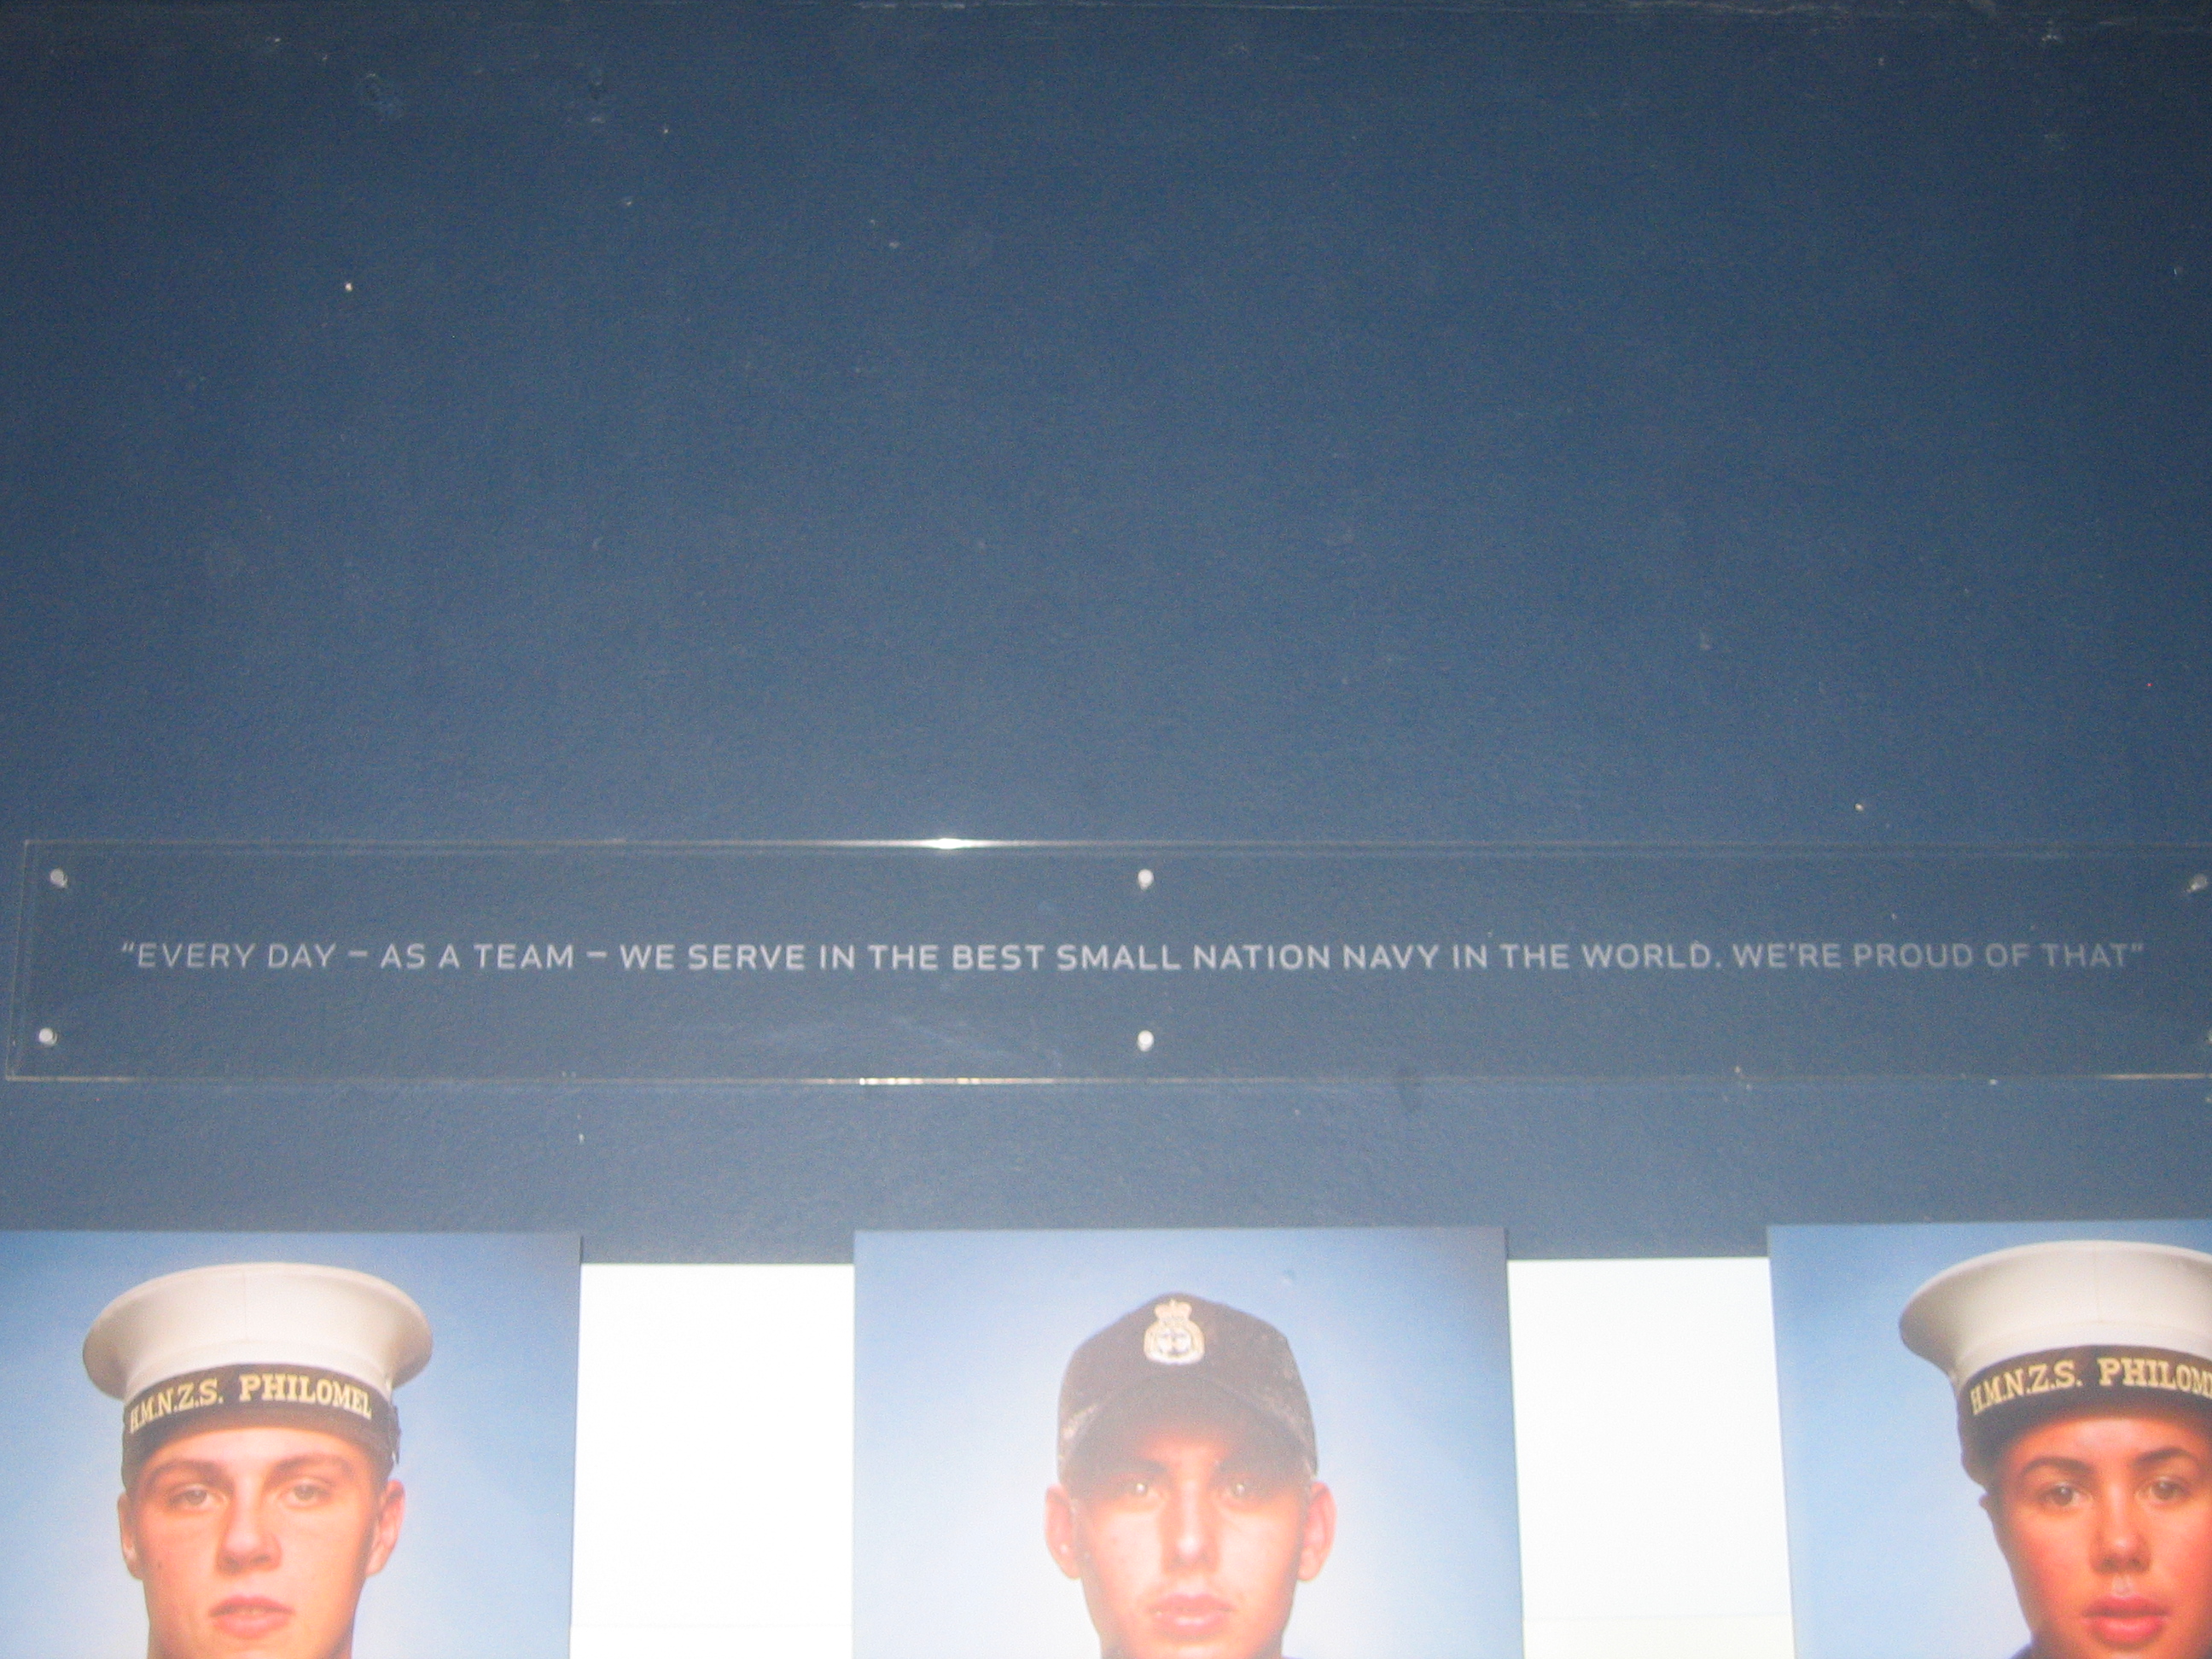 “EVERY DAY – AS A TEAM – WE SERVE IN THE BEST SMALL NATION NAVY IN THE WORLD. WE'RE PROUD OF THAT”
H.M.N.Z.S. PHILOMEL
H.M.N.Z.S. PHILOM